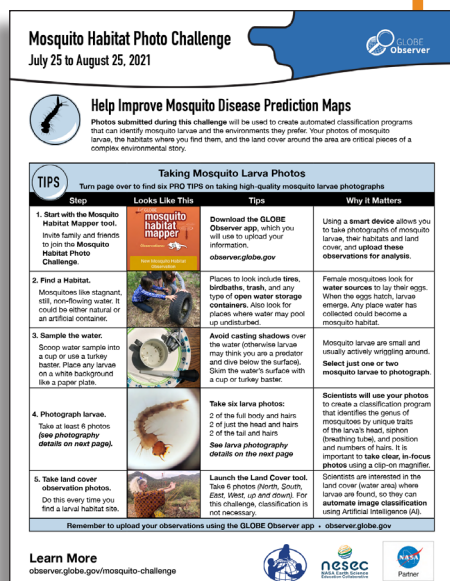 Mosquito Habitat Photo Challenge
July 25 to August 25, 2021
GLOBE
Observer
Help Improve Mosquito Disease Prediction Maps
Photos submitted during this challenge will be used to create automated classification programs
that can identify mosquito larvae and the environments they prefer. Your photos of mosquito
larvae, the habitats where you find them, and the land cover around the area are critical pieces of a
complex environmental story.
TIPS
Taking Mosquito Larva Photos
Turn page over to find six PRO TIPS on taking high-quality mosquito larvae photographs
Step
Looks Like This
Tips
Why it Matters
1. Start with the Mosquito
Habitat Mapper tool.
Invite family and friends
to join the Mosquito
Habitat Photo
Challenge.
mosquito
habitat
mapper
New Mosquito Habitat
Observation
Download the GLOBE
Observer app, which you
will use to upload your
information.
observer.globe.gov
Using a smart device allows you
to take photographs of mosquito
larvae, their habitats and land
cover, and upload these
observations for analysis.
2. Find a Habitat.
Mosquitoes like stagnant,
still, non-flowing water. It
could be either natural or
an artificial container.
Places to look include tires,
birdbaths, trash, and any
type of open water storage
containers. Also look for
places where water may pool
up undisturbed.
Female mosquitoes look for
water sources to lay their eggs.
When the eggs hatch, larvae
emerge. Any place water has
collected could become a
mosquito habitat.
3. Sample the water.
Scoop water sample into
a cup or use a turkey
baster. Place any larvae
on a white background
like a paper plate.
Avoid casting shadows over
the water (otherwise larvae
may think you are a predator
and dive below the surface).
Skim the water's surface with
a cup or turkey baster.
Mosquito larvae are small and
usually actively wriggling around.
Select just one or two
mosquito larvae to photograph.
4. Photograph larvae.
Take at least 6 photos
(see photography
details on next page).
Take six larva photos:
2 of the full body and hairs
2 of just the head and hairs
2 of the tail and hairs
See larva photography
details on the next page
Scientists will use your photos
to create a classification program
that identifies the genus of
mosquitoes by unique traits
of the larva's head, siphon
(breathing tube), and position
and numbers of hairs. It is
important to take clear, in-focus
photos using a clip-on magnifier.
5. Take land cover
observation photos.
Do this every time you
find a larval habitat site.
Launch the Land Cover tool.
Take 6 photos (North, South,
East, West, up and down). For
this challenge, classification is
not necessary.
Scientists are interested in the
land cover (water area) where
larvae are found, so they can
automate image classification
using Artificial Intelligence (AI).
Remember to upload your observations using the GLOBE Observer app • observer.globe.gov
Learn More
observer.globe.gov/mosquito-challenge
nesec
NASA Earth Science
Education Collaborative
NASA
Partner